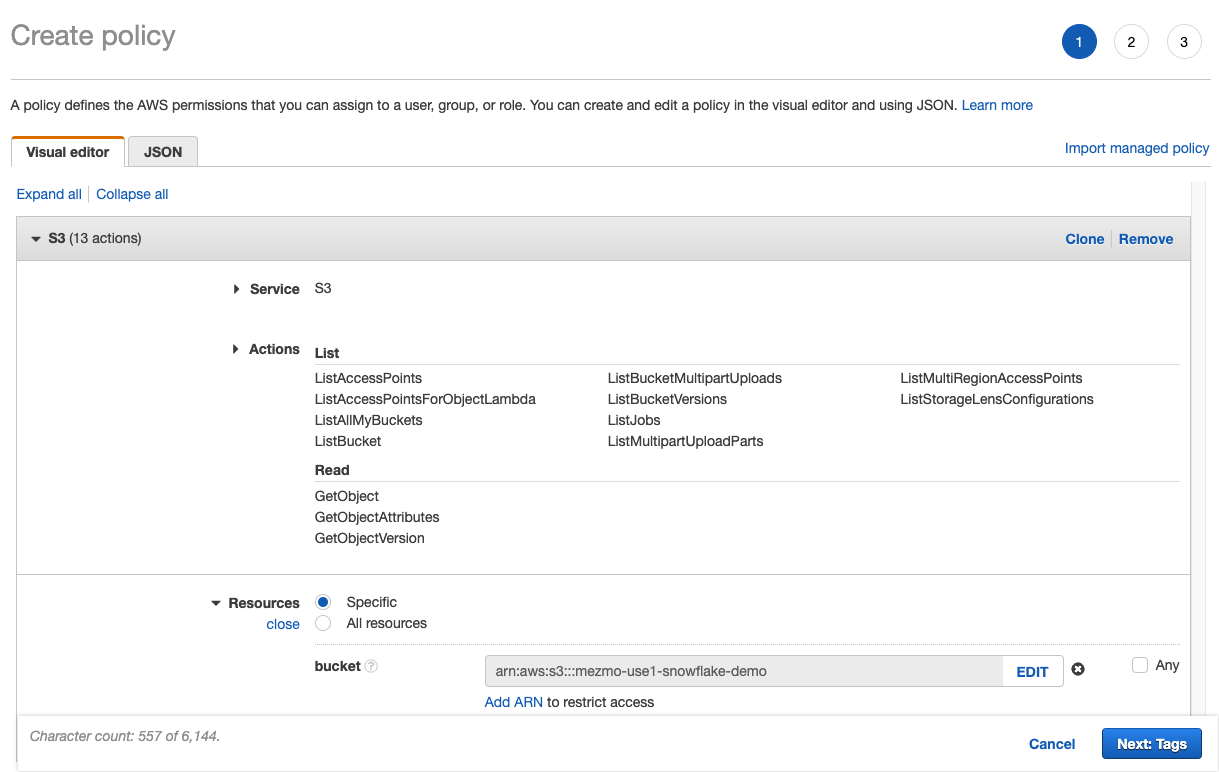 Create policy
1 2 3
A policy defines the AWS permissions that you can assign to a user, group, or role. You can create and edit a policy in the visual editor and using JSON. Learn more
Visual editor JSON Import managed policy
Expand all Collapse all
S3 (13 actions) Clone Remove
Service S3
Actions List
ListAccessPoints ListBucketMultipartUploads ListMultiRegionAccessPoints
ListAccessPointsForObjectLambda ListBucketVersions ListStorageLensConfigurations
ListAllMyBuckets ListJobs
ListBucket ListMultipartUploadParts
Read
GetObject
GetObjectAttributes
GetObjectVersion
Resources Specific
close All resources
bucket ? arn:aws:s3:::mezmo-use1-snowflake-demo EDIT Any
Add ARN to restrict access
Character count: 557 of 6,144.
Cancel Next: Tags